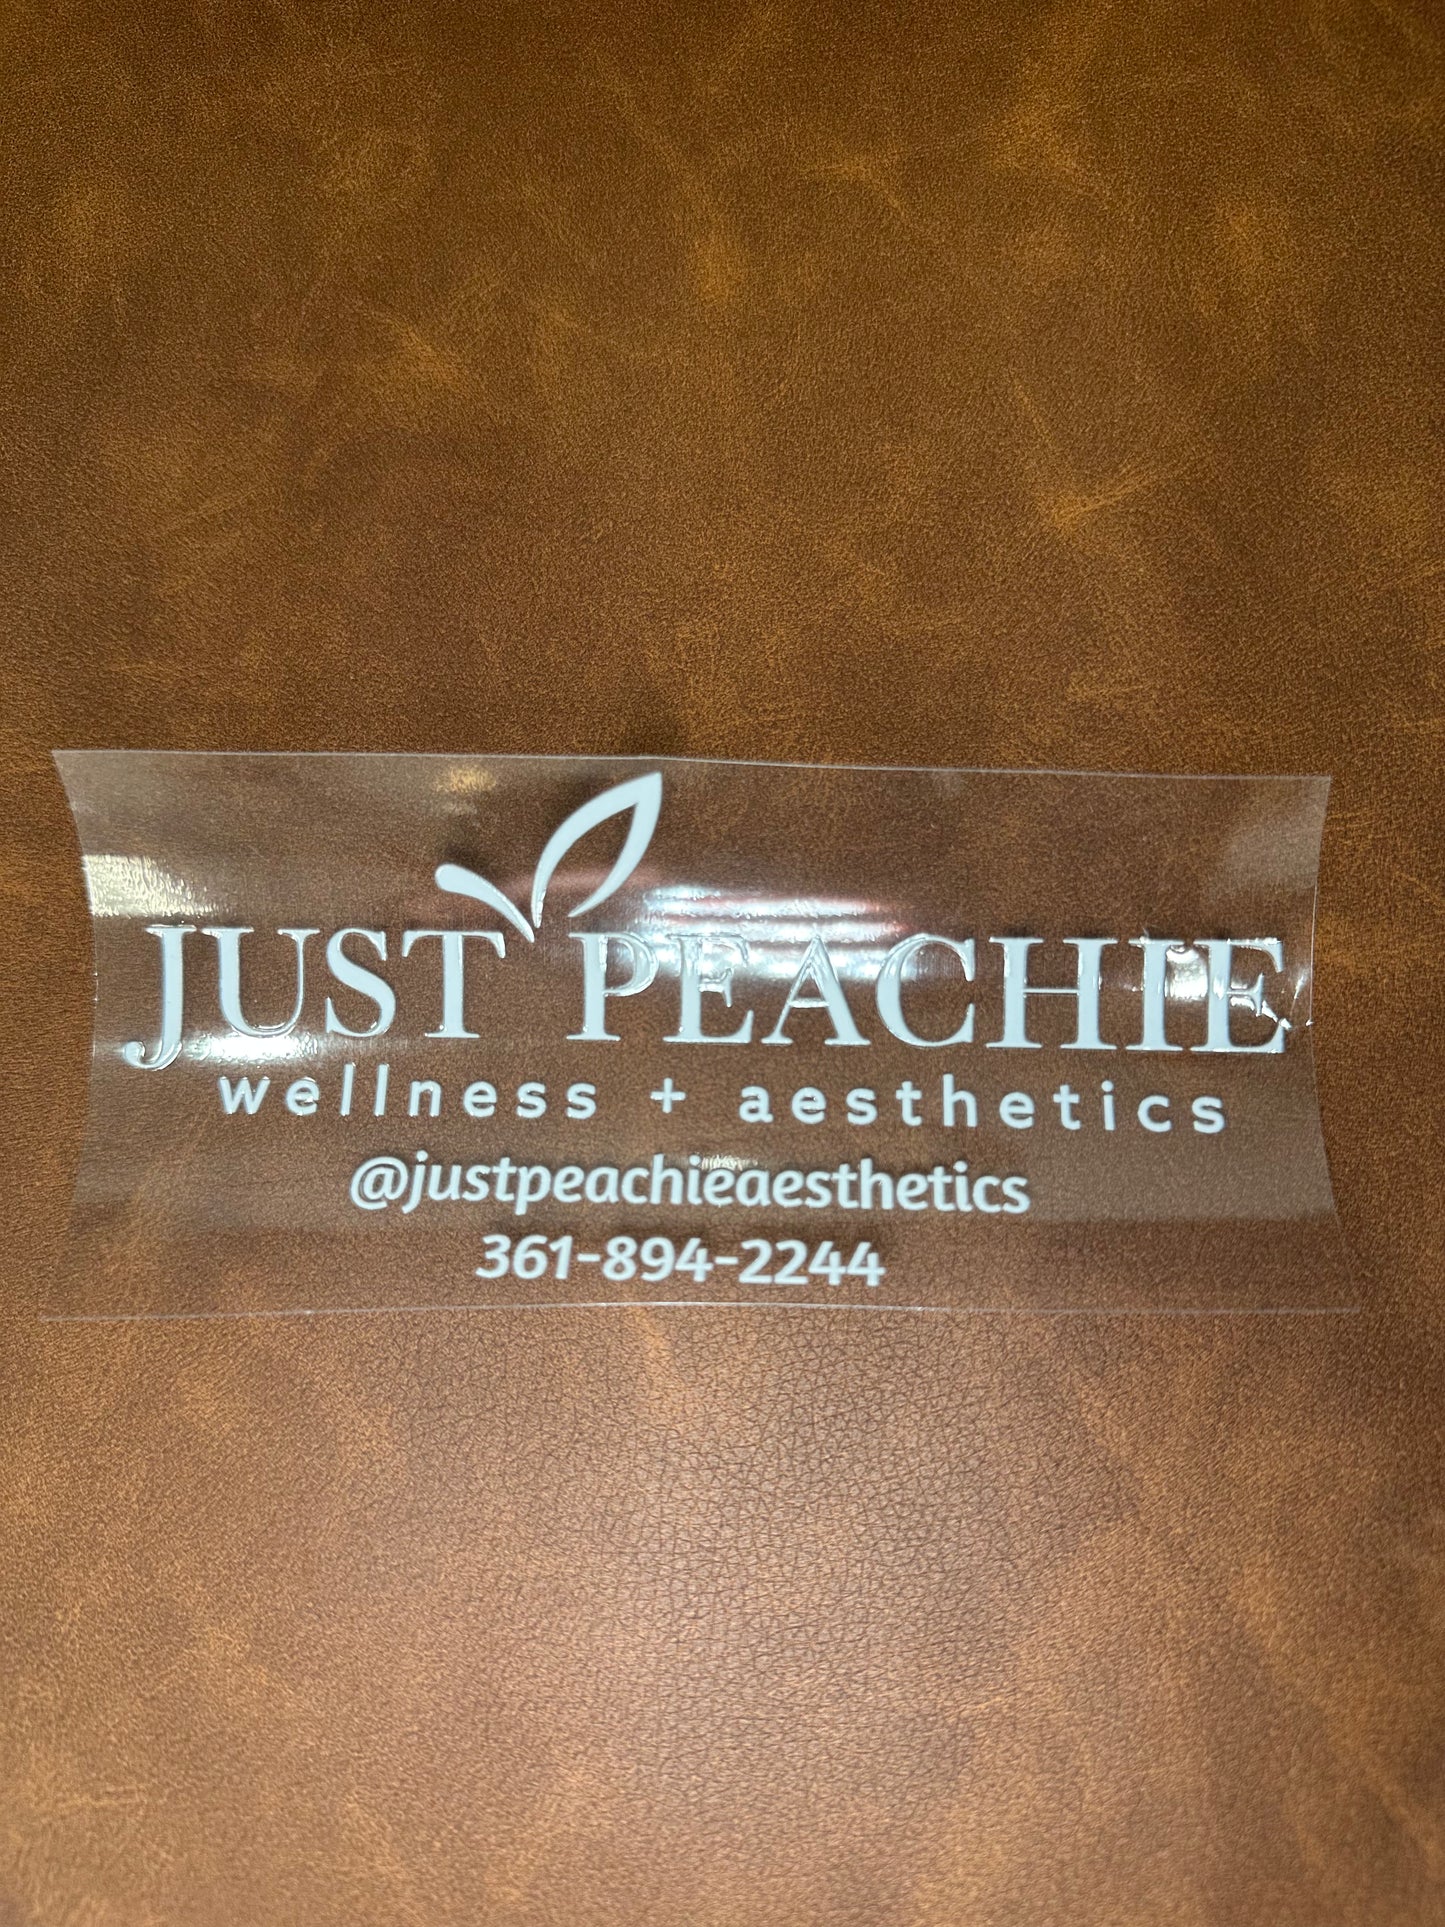 JUST PEACHIE
wellness + aesthetics
@justpeachieaesthetics
361-894-2244